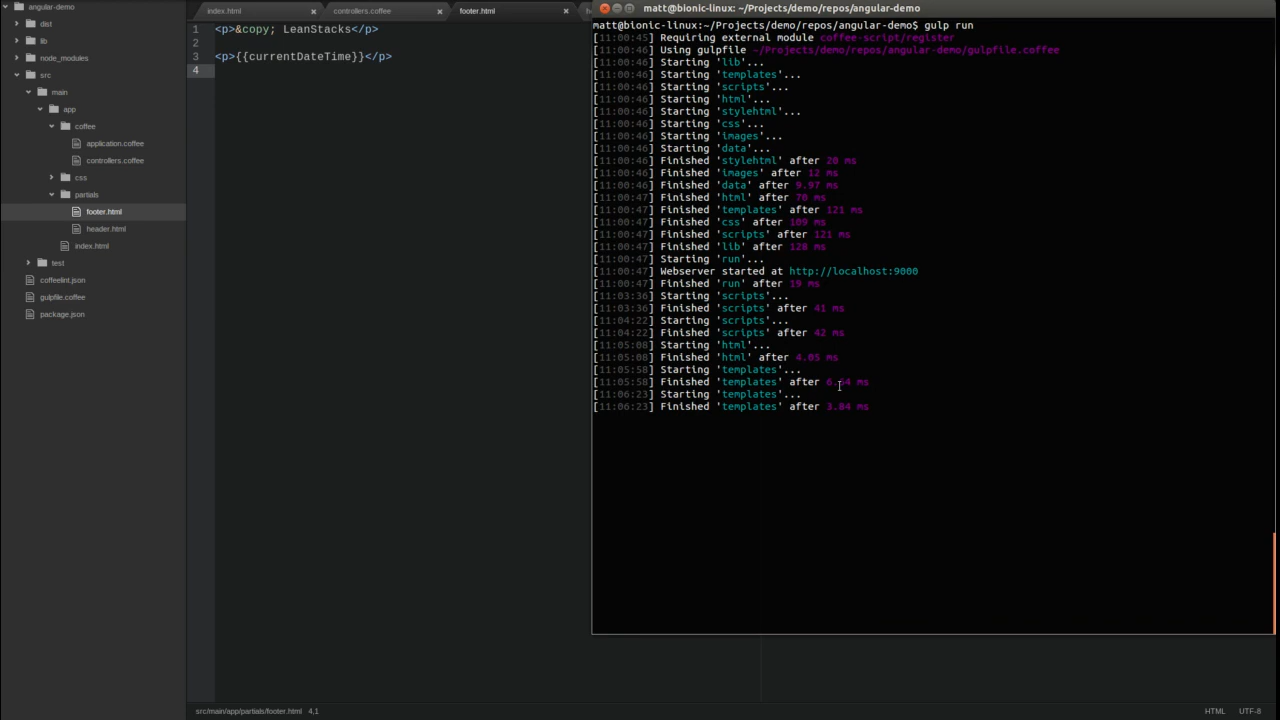 angular-demo
dist
lib
node_modules
src
main
app
coffee
application.coffee
controllers.coffee
css
partials
footer.html
header.html
index.html
test
coffeelint.json
gulpfile.coffee
package.json
index.html
controllers.coffee
footer.html
1 <p>&copy; LeanStacks</p>
2
3 <p>{{currentDateTime}}</p>
4
matt@bionic-linux: ~/Projects/demo/repos/angular-demo
matt@bionic-linux:~/Projects/demo/repos/angular-demo$ gulp run
[11:00:45] Requiring external module coffee-script/register
[11:00:46] Using gulpfile ~/Projects/demo/repos/angular-demo/gulpfile.coffee
[11:00:46] Starting 'lib'...
[11:00:46] Starting 'templates'...
[11:00:46] Starting 'scripts'...
[11:00:46] Starting 'html'...
[11:00:46] Starting 'stylehtml'...
[11:00:46] Starting 'css'...
[11:00:46] Starting 'images'...
[11:00:46] Starting 'data'...
[11:00:46] Finished 'stylehtml' after 20 ms
[11:00:46] Finished 'images' after 12 ms
[11:00:46] Finished 'data' after 9.97 ms
[11:00:47] Finished 'html' after 70 ms
[11:00:47] Finished 'templates' after 121 ms
[11:00:47] Finished 'css' after 109 ms
[11:00:47] Finished 'scripts' after 121 ms
[11:00:47] Finished 'lib' after 128 ms
[11:00:47] Starting 'run'...
[11:00:47] Webserver started at http://localhost:9000
[11:00:47] Finished 'run' after 19 ms
[11:03:36] Starting 'scripts'...
[11:03:36] Finished 'scripts' after 41 ms
[11:04:22] Starting 'scripts'...
[11:04:22] Finished 'scripts' after 42 ms
[11:05:08] Starting 'html'...
[11:05:08] Finished 'html' after 4.05 ms
[11:05:58] Starting 'templates'...
[11:05:58] Finished 'templates' after ms
[11:06:23] Starting 'templates'...
[11:06:23] Finished 'templates' after 3.84 ms
src/main/app/partials/footer.html 4,1
HTML UTF-8